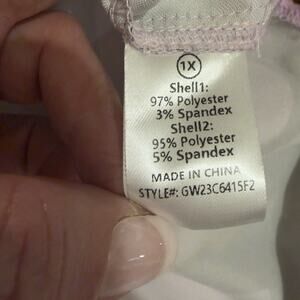 1X
Shell1:
97% Polyester
3% Spandex
Shell2:
95% Polyester
5% Spandex
MADE IN CHINA
STYLE#: GW23C6415F2